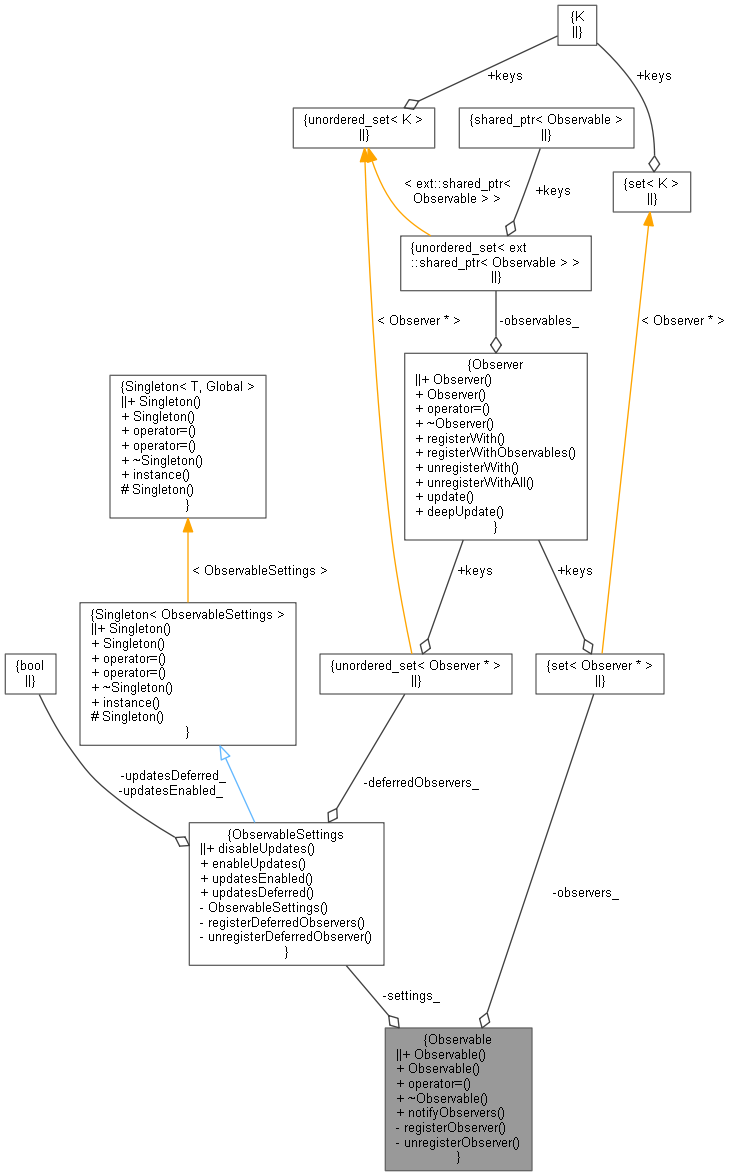 {K
||}
+keys
+keys
{unordered_set< K >
||}
{shared_ptr< Observable >
||}
{set< K >
||}
< ext::shared_ptr<
Observable > >
+keys
{unordered_set< ext
::shared_ptr< Observable > >
||}
< Observer * >
-observables_
< Observer * >
{Observer
||+ Observer()
+ Observer()
+ operator=()
+ ~Observer()
+ registerWith()
+ registerWithObservables()
+ unregisterWith()
+ unregisterWithAll()
+ update()
+ deepUpdate()
}
{Singleton< T, Global >
||+ Singleton()
+ Singleton()
+ operator=()
+ operator=()
+ ~Singleton()
+ instance()
# Singleton()
}
< ObservableSettings >
+keys
+keys
{Singleton< ObservableSettings >
||+ Singleton()
+ Singleton()
+ operator=()
+ operator=()
+ ~Singleton()
+ instance()
# Singleton()
}
{bool
||}
{unordered_set< Observer * >
||}
{set< Observer * >
||}
-updatesDeferred_
-updatesEnabled_
-deferredObservers_
{ObservableSettings
||+ disableUpdates()
+ enableUpdates()
+ updatesEnabled()
+ updatesDeferred()
- ObservableSettings()
- registerDeferredObservers()
- unregisterDeferredObserver()
}
-observers_
-settings_
{Observable
||+ Observable()
+ Observable()
+ operator=()
+ ~Observable()
+ notifyObservers()
- registerObserver()
- unregisterObserver()
}